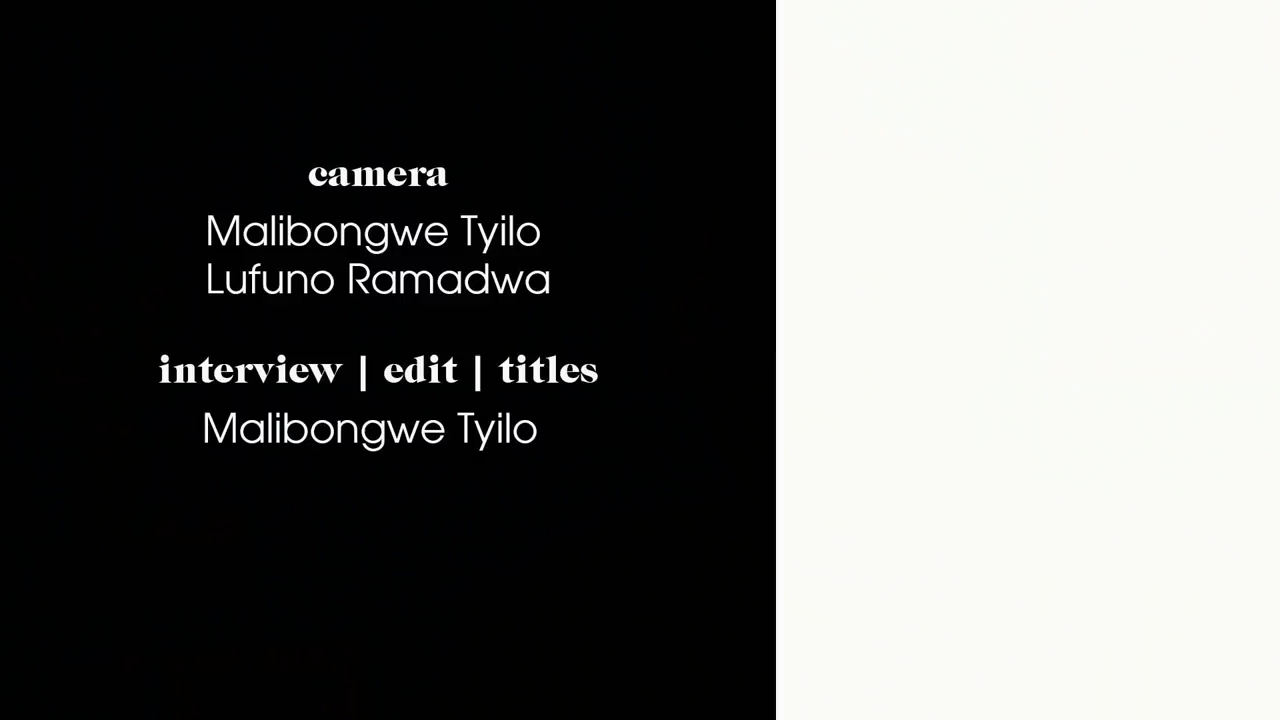 camera
Malibongwe Tyilo
Lufuno Ramadwa
interview | edit | titles
Malibongwe Tyilo